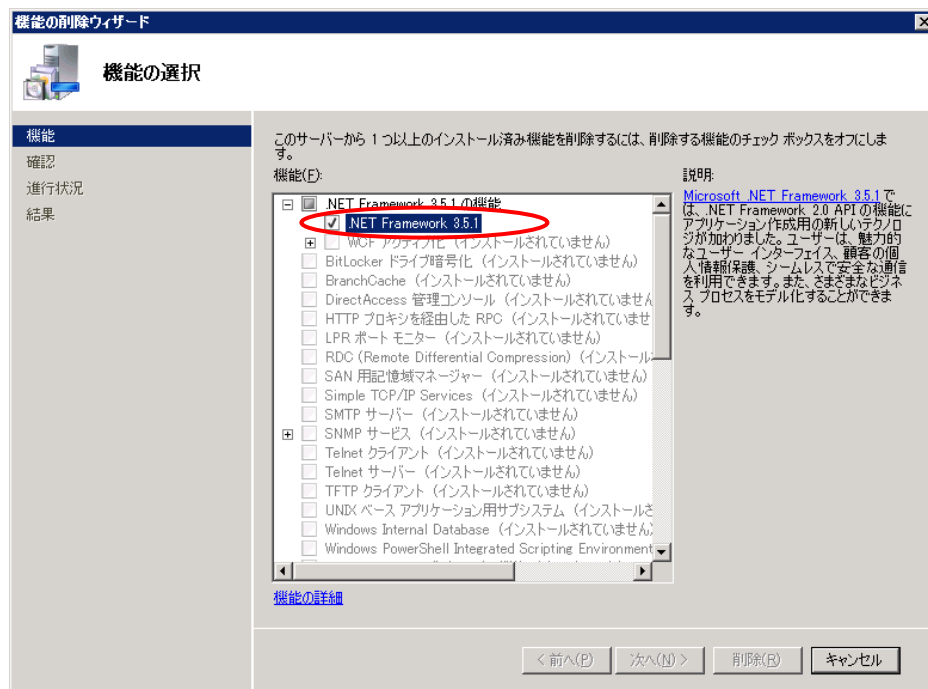 機能の削除ウィザード
機能の選択
機能
確認
進行状況
結果
このサーバーから 1 つ以上のインストール済み機能を削除するには、削除する機能のチェック ボックスをオフにしま
す。
機能(F):
.NET Framework 3.5.1 の機能
.NET Framework 3.5.1
WCF アクティブ化 (インストールされていません)
BitLocker ドライブ暗号化 (インストールされていません)
BranchCache (インストールされていません)
DirectAccess 管理コンソール (インストールされていません
HTTP プロキシを経由した RPC (インストールされていませ
LPR ポート モニター (インストールされていません)
RDC (Remote Differential Compression) (インストール
SAN 用記憶域マネージャー (インストールされていません)
Simple TCP/IP Services (インストールされていません)
SMTP サーバー (インストールされていません)
SNMP サービス (インストールされていません)
Telnet クライアント (インストールされていません)
Telnet サーバー (インストールされていません)
TFTP クライアント (インストールされていません)
UNIX ベース アプリケーション用サブシステム (インストールさ
Windows Internal Database (インストールされていません)
Windows PowerShell Integrated Scripting Environment
機能の詳細
説明:
Microsoft .NET Framework 3.5.1 で
は、.NET Framework 2.0 API の機能に
アプリケーション作成用の新しいテクノロ
ジが加わりました。ユーザーは、魅力的
なユーザー インターフェイス、顧客の個
人情報保護、シームレスで安全な通信
を利用できます。また、さまざまなビジネ
ス プロセスをモデル化することができま
す。
< 前へ(P)
次へ(N) >
削除(R)
キャンセル